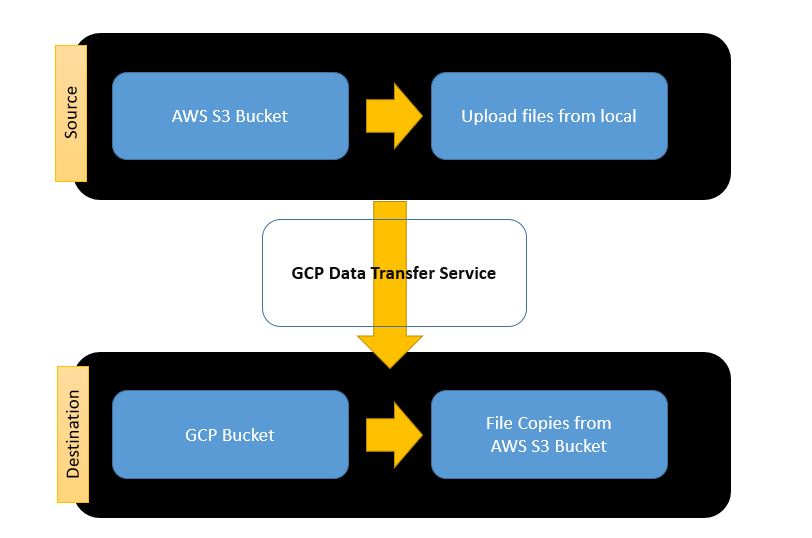 Source
AWS S3 Bucket
Upload files from local
GCP Data Transfer Service
Destination
GCP Bucket
File Copies from
AWS S3 Bucket